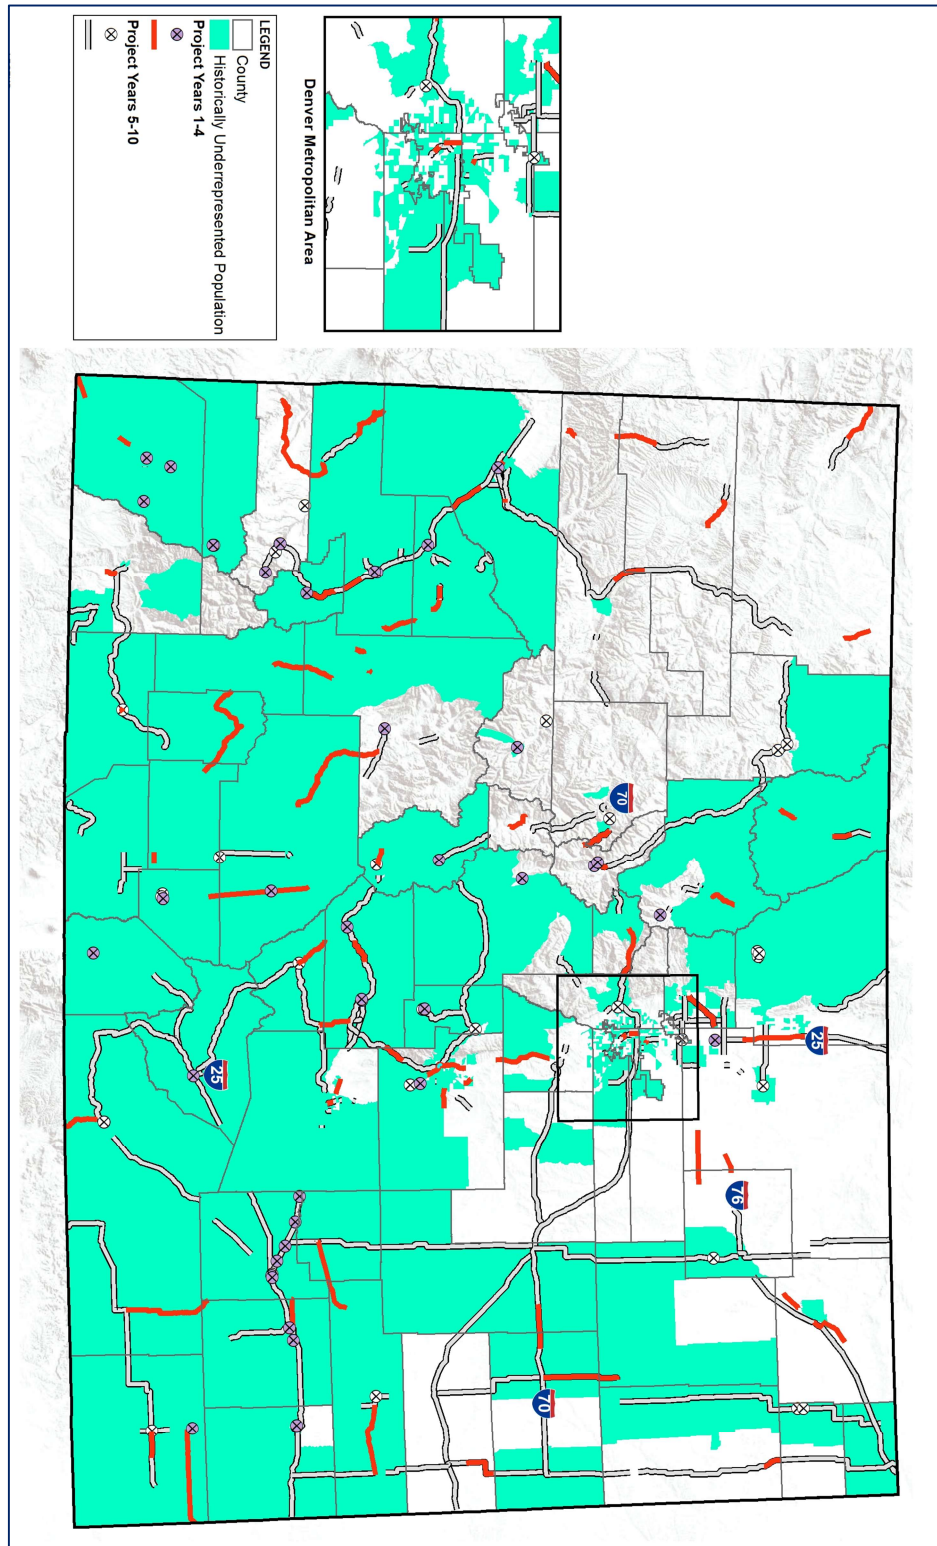 LEGEND
County
Historically Underrepresented Population
Project Years 1-4
Project Years 5-10
Denver Metropolitan Area
70
25
25
76
70